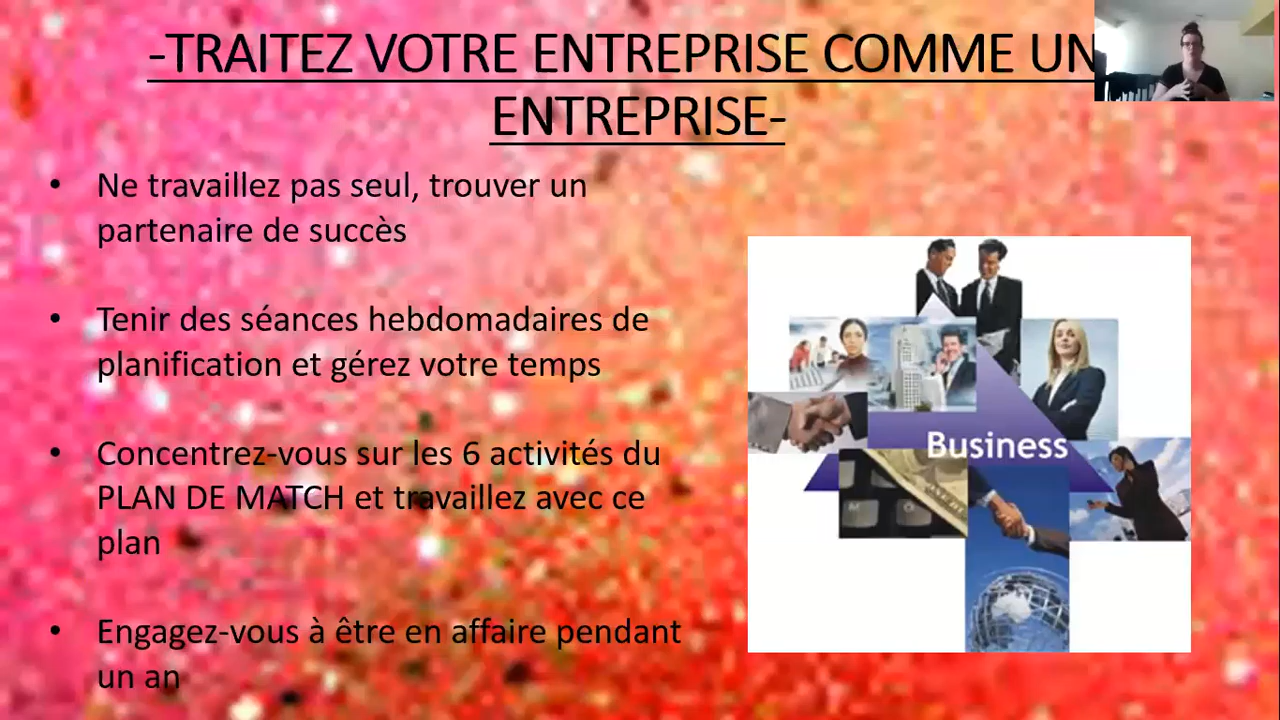 -TRAITEZ VOTRE ENTREPRISE COMME UN
ENTREPRISE-
• Ne travaillez pas seul, trouver un
partenaire de succès
• Tenir des séances hebdomadaires de
planification et gérez votre temps
• Concentrez-vous sur les 6 activités du
PLAN DE MATCH et travaillez avec ce
plan
• Engagez-vous à être en affaire pendant
un an
Business
M O